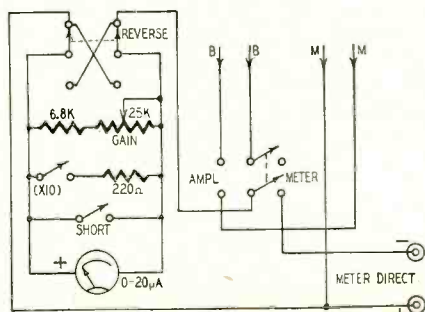 REVERSE
B B M M
6.8K 25K
GAIN
AMPL METER
(X10) 220Ω
SHORT
+ 0-20μA
−
METER DIRECT
+